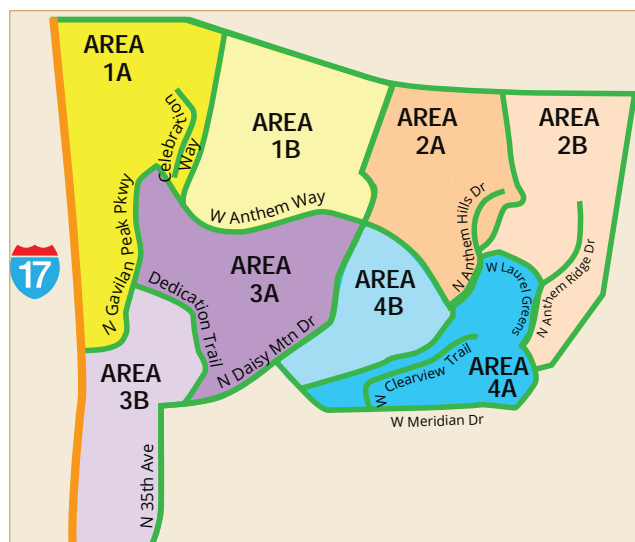 AREA
1A
Celebration
Way
AREA
1B
AREA
2A
AREA
2B
W Anthem Way
N Anthem Hills Dr
N Gavilan Peak Pkwy
17
Dedication Trail
AREA
3A
AREA
4B
W Laurel Greens
N Anthem Ridge Dr
N Daisy Mtn Dr
AREA
3B
W Clearview Trail
AREA
4A
W Meridian Dr
N 35th Ave